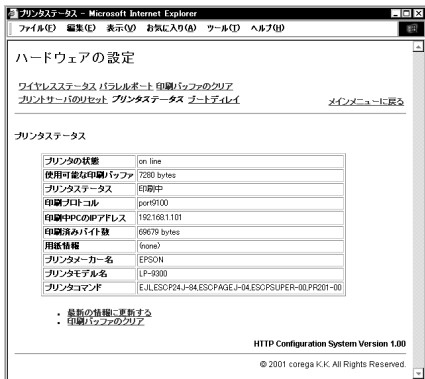 プリンタステータス - Microsoft Internet Explorer
ファイル(F) 編集(E) 表示(V) お気に入り(A) ツール(T) ヘルプ(H)
ハードウェアの設定
ワイヤレスステータス パラレルポート 印刷バッファのクリア
プリントサーバのリセット プリンタステータス ブートディレイ
メインメニューに戻る
プリンタステータス
プリンタの状態 on line
使用可能な印刷バッファ 7280 bytes
プリンタステータス 印刷中
印刷プロトコル port9100
印刷中PCのIPアドレス 192.168.1.101
印刷済みバイト数 69679 bytes
用紙情報 (none)
プリンタメーカー名 EPSON
プリンタモデル名 LP-9300
プリンタコマンド EJL,ESCP24J-84,ESCPAGEJ-04,ESCPSUPER-00,PR201-00
最新の情報に更新する
印刷バッファのクリア
HTTP Configuration System Version 1.00
© 2001 corega K.K. All Rights Reserved.